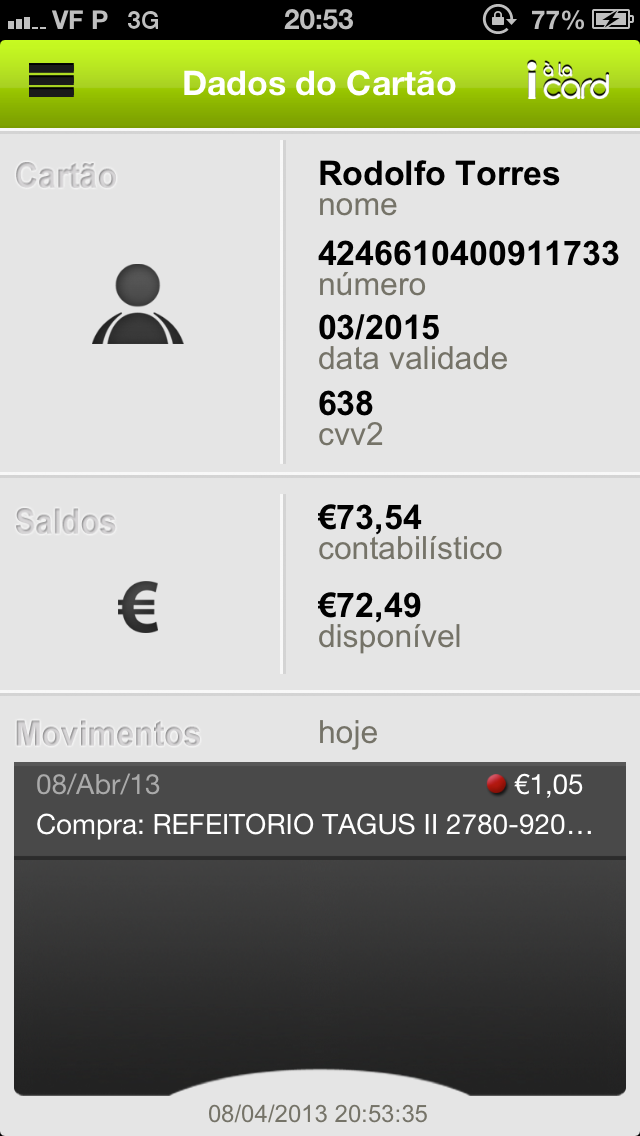 VF P 3G 20:53 77%
Dados do Cartão
i à la card
Cartão
Rodolfo Torres
nome
4246610400911733
número
03/2015
data validade
638
cvv2
Saldos
€73,54
contabilístico
€
€72,49
disponível
Movimentos
hoje
08/Abr/13 €1,05
Compra: REFEITORIO TAGUS II 2780-920...
08/04/2013 20:53:35